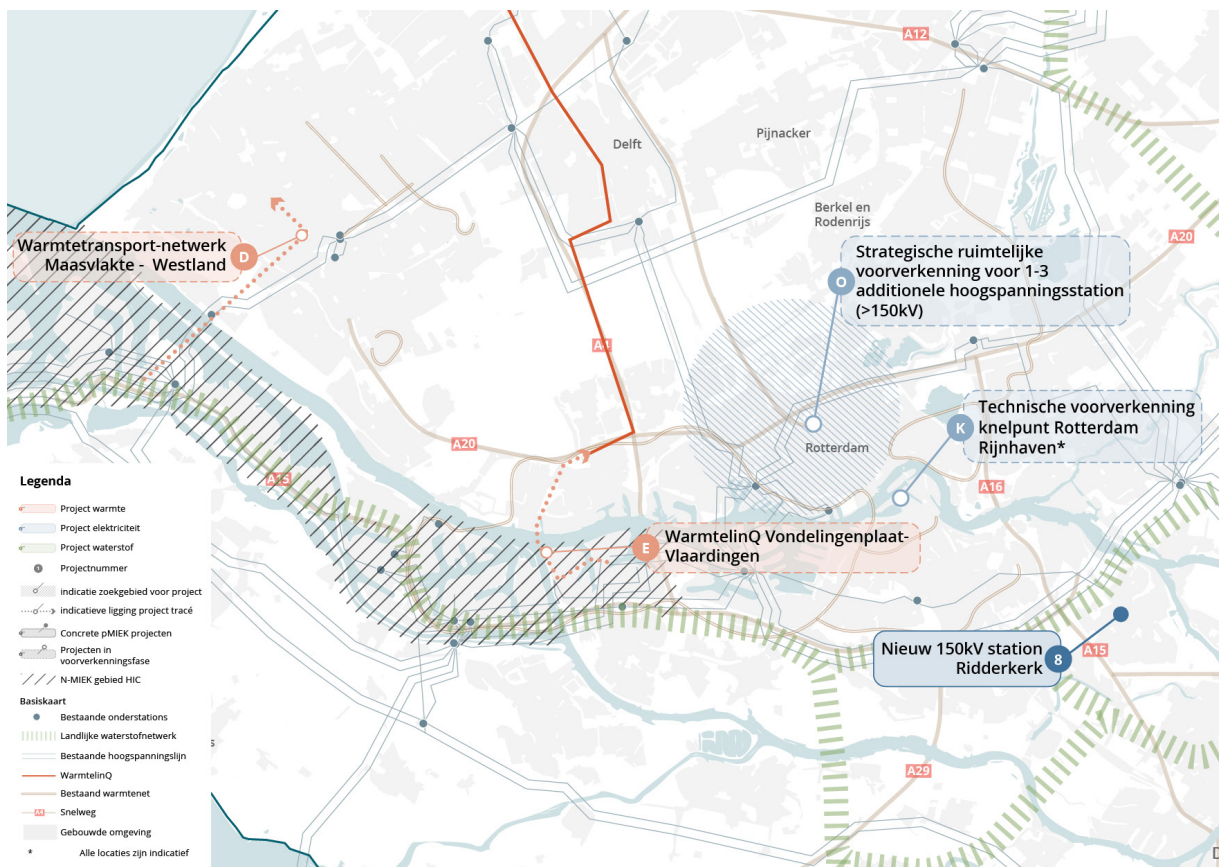 A12
Delft
Pijnacker
Berkel en
Rodenrijs
A20
Warmtetransport-netwerk
Maasvlakte - Westland
D
O
Strategische ruimtelijke
voorverkenning voor 1-3
additionele hoogspanningsstation
(>150kV)
A4
K
Technische voorverkenning
knelpunt Rotterdam
Rijnhaven*
A20
Rotterdam
A15
A16
E
WarmtelinQ Vondelingenplaat-
Vlaardingen
Nieuw 150kV station
Ridderkerk
8
A15
A29
Legenda
Project warmte
Project elektriciteit
Project waterstof
1
Projectnummer
indicatie zoekgebied voor project
indicatieve ligging project tracé
Concrete pMIEK projecten
Projecten in
voorverkenningsfase
N-MIEK gebied HIC
Basiskaart
Bestaande onderstations
Landlijke waterstofnetwerk
Bestaande hoogspanningslijn
WarmtelinQ
Bestaand warmtenet
A4
Snelweg
Gebouwde omgeving
* Alle locaties zijn indicatief
s
D